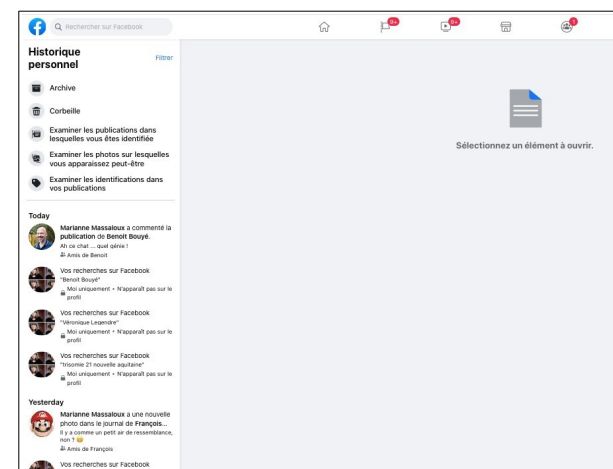 Rechercher sur Facebook
9+
9+
1
Historique
personnel
Filtrer
Archive
Corbeille
Examiner les publications dans
lesquelles vous êtes identifiée
Examiner les photos sur lesquelles
vous apparaissez peut-être
Examiner les identifications dans
vos publications
Today
Marianne Massaloux a commenté la
publication de Benoit Bouyé.
Ah ce chat ... quel génie !
Amis de Benoit
Vos recherches sur Facebook
"Benoit Bouyé"
Moi uniquement • N'apparaît pas sur le
profil
Vos recherches sur Facebook
"Véronique Legendre"
Moi uniquement • N'apparaît pas sur le
profil
Vos recherches sur Facebook
"trisomie 21 nouvelle aquitaine"
Moi uniquement • N'apparaît pas sur le
profil
Yesterday
Marianne Massaloux a une nouvelle
photo dans le journal de François...
Il y a comme un petit air de ressemblance,
non ? 😄
Amis de François
Vos recherches sur Facebook
Sélectionnez un élément à ouvrir.